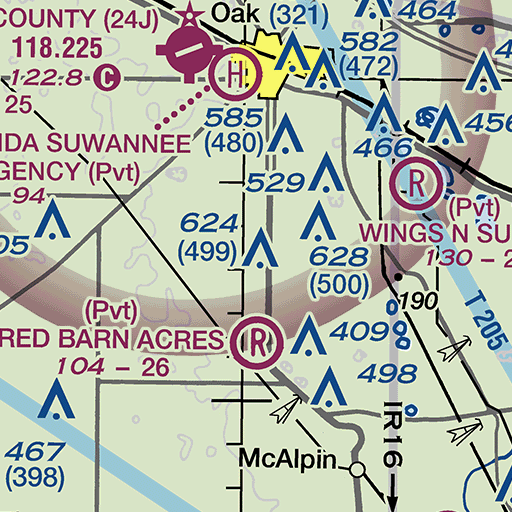 COUNTY (24J)
Oak
(321)
464
118.225
122.8 C
25
H
582
(472)
585
(480)
466
456
IDA SUWANNEE
GENCY (Pvt)
94
529
R
(Pvt)
WINGS N SU
130 - 2
05
624
(499)
628
(500)
190
T 205
(Pvt)
RED BARN ACRES
104 - 26
R
409
498
467
(398)
McAlpin
IR16